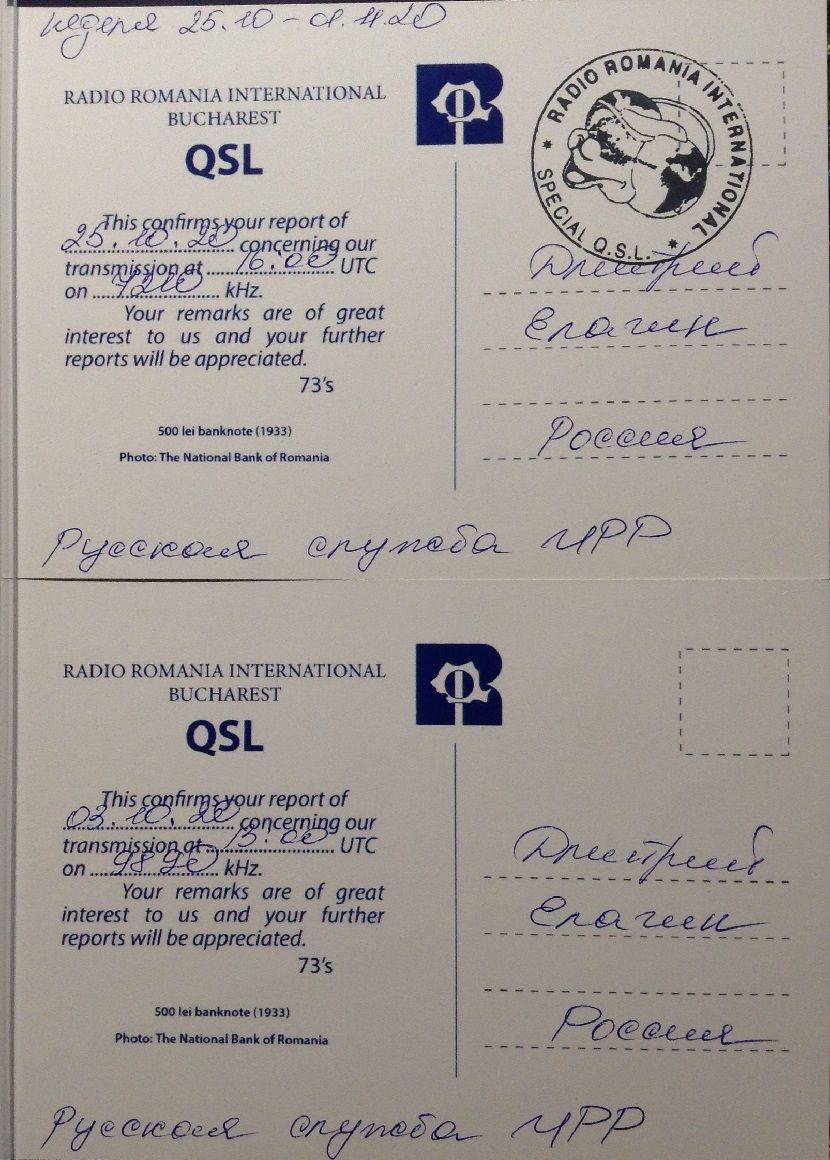 неделя 25.10 – 01.11.20
RADIO ROMANIA INTERNATIONAL
BUCHAREST
QSL
This confirms your report of
25.10.20 concerning our
transmission at 16.00 UTC
on 7210 kHz.
Your remarks are of great
interest to us and your further
reports will be appreciated.
73's
500 lei banknote (1933)
Photo: The National Bank of Romania
* RADIO ROMANIA INTERNATIONAL *
SPECIAL Q.S.L.
Дмитрий
Елагин
Россия
Русская служба МРР
RADIO ROMANIA INTERNATIONAL
BUCHAREST
QSL
This confirms your report of
03.10.20 concerning our
transmission at 15.00 UTC
on 9890 kHz.
Your remarks are of great
interest to us and your further
reports will be appreciated.
73's
500 lei banknote (1933)
Photo: The National Bank of Romania
Дмитрий
Елагин
Россия
Русская служба МРР